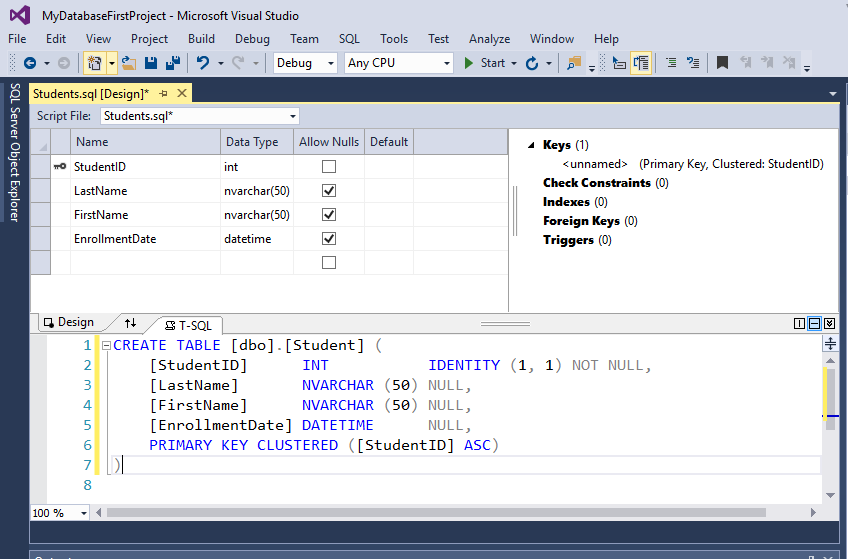 MyDatabaseFirstProject - Microsoft Visual Studio
File Edit View Project Build Debug Team SQL Tools Test Analyze Window Help
Debug Any CPU Start
SQL Server Object Explorer
Students.sql [Design]*
Script File: Students.sql*
Name Data Type Allow Nulls Default
StudentID int
LastName nvarchar(50)
FirstName nvarchar(50)
EnrollmentDate datetime
Keys (1)
<unnamed> (Primary Key, Clustered: StudentID)
Check Constraints (0)
Indexes (0)
Foreign Keys (0)
Triggers (0)
Design T-SQL
1 CREATE TABLE [dbo].[Student] (
2 [StudentID] INT IDENTITY (1, 1) NOT NULL,
3 [LastName] NVARCHAR (50) NULL,
4 [FirstName] NVARCHAR (50) NULL,
5 [EnrollmentDate] DATETIME NULL,
6 PRIMARY KEY CLUSTERED ([StudentID] ASC)
7 )
8
100 %